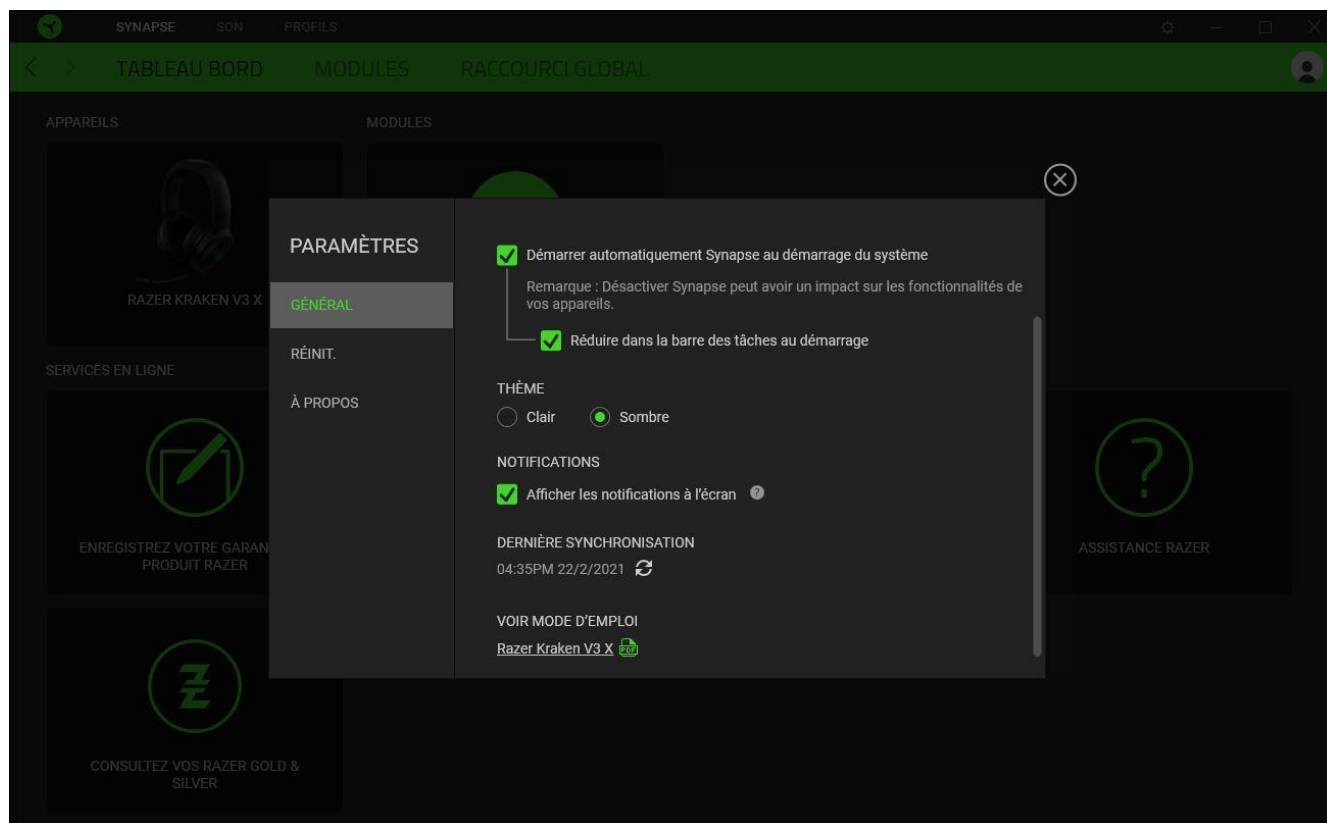 SYNAPSE SON PROFILS
TABLEAU BORD MODULES RACCOURCI GLOBAL
APPAREILS
MODULES
RAZER KRAKEN V3 X
SERVICES EN LIGNE
ENREGISTREZ VOTRE GARAN
PRODUIT RAZER
CONSULTEZ VOS RAZER GOLD &
SILVER
PARAMÈTRES
GÉNÉRAL
RÉINIT.
À PROPOS
Démarrer automatiquement Synapse au démarrage du système
Remarque : Désactiver Synapse peut avoir un impact sur les fonctionnalités de
vos appareils.
Réduire dans la barre des tâches au démarrage
THÈME
Clair Sombre
NOTIFICATIONS
Afficher les notifications à l'écran ?
DERNIÈRE SYNCHRONISATION
04:35PM 22/2/2021
VOIR MODE D'EMPLOI
Razer Kraken V3 X PDF
?
ASSISTANCE RAZER